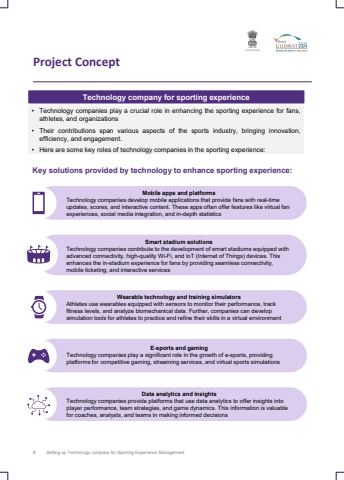 GUJARAT
Project Concept
Technology company for sporting experience
• Technology companies play a crucial role in enhancing the sporting experience for fans,
athletes, and organizations
• Their contributions span various aspects of the sports industry, bringing innovation,
efficiency, and engagement.
• Here are some key roles of technology companies in the sporting experience:
Key solutions provided by technology to enhance sporting experience:
Mobile apps and platforms
Technology companies develop mobile applications that provide fans with real-time
updates, scores, and interactive content. These apps often offer features like virtual fan
experiences, social media integration, and in-depth statistics
Smart stadium solutions
Technology companies contribute to the development of smart stadiums equipped with
advanced connectivity, high-quality Wi-Fi, and IoT (Internet of Things) devices. This
enhances the in-stadium experience for fans by providing seamless connectivity,
mobile ticketing, and interactive services
Wearable technology and training simulators
Athletes use wearables equipped with sensors to monitor their performance, track
fitness levels, and analyze biomechanical data. Further, companies can develop
simulation tools for athletes to practice and refine their skills in a virtual environment
E-sports and gaming
Technology companies play a significant role in the growth of e-sports, providing
platforms for competitive gaming, streaming services, and virtual sports simulations
Data analytics and insights
Technology companies provide platforms that use data analytics to offer insights into
player performance, team strategies, and game dynamics. This information is valuable
for coaches, analysts, and teams in making informed decisions
Setting up Technology company for Sporting Experience Management